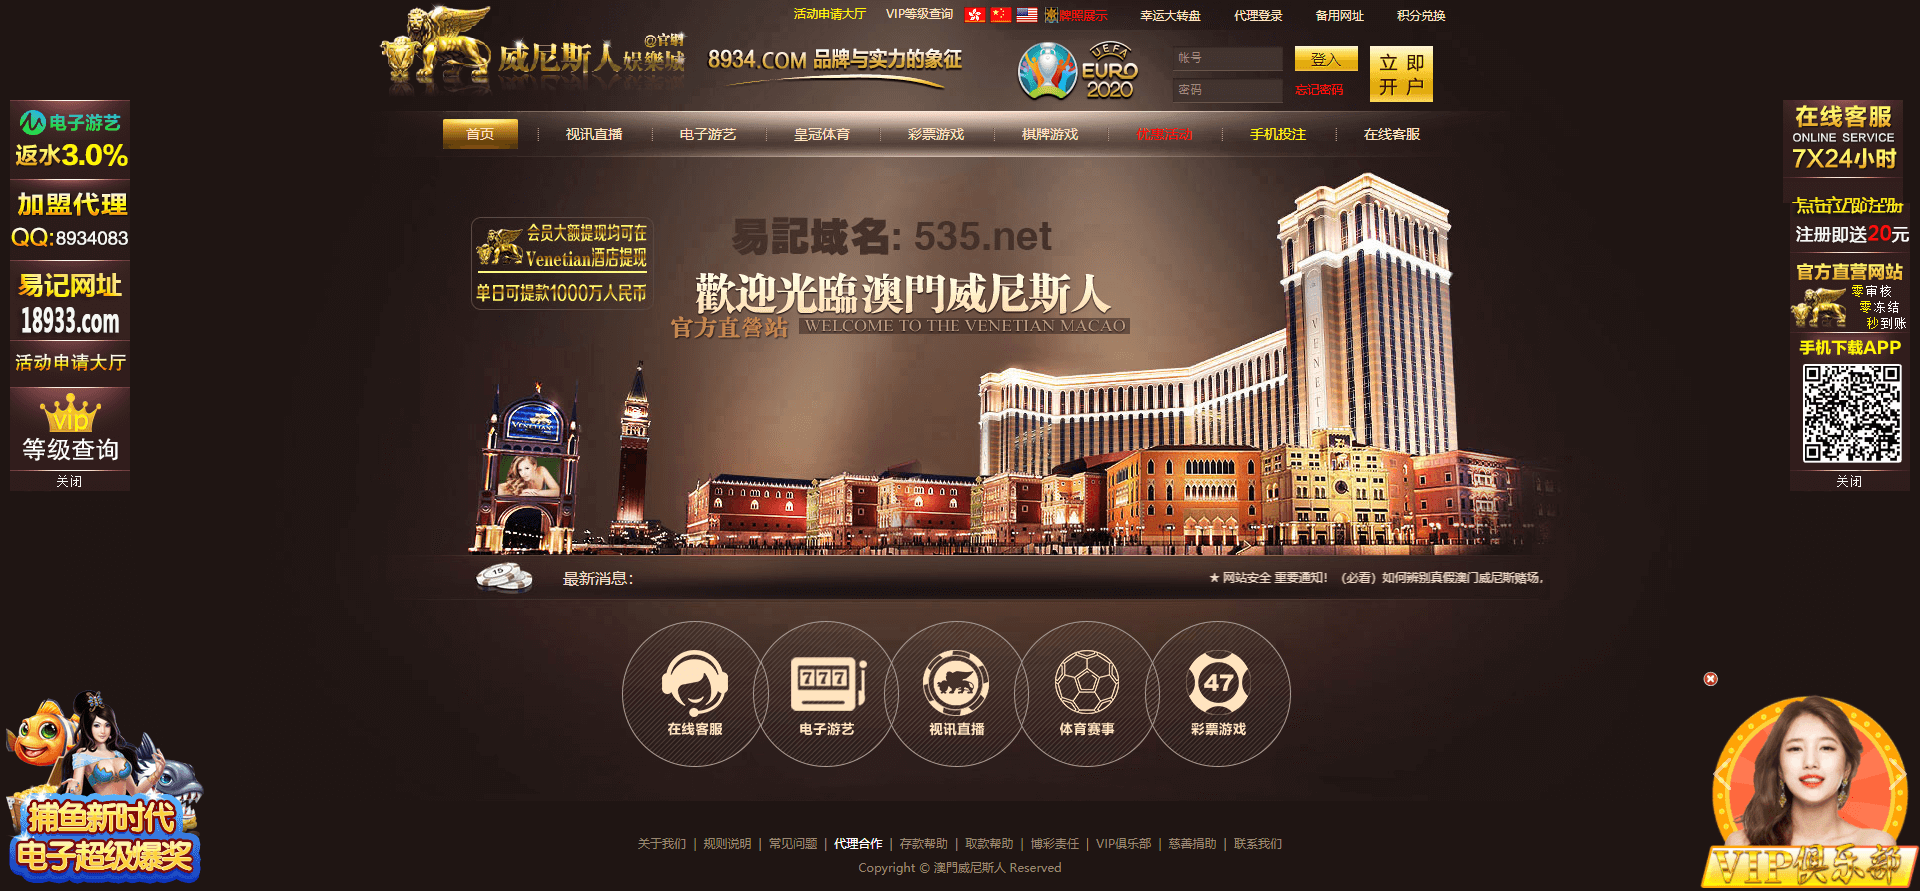 活动申请大厅 VIP等级查询 牌照展示 幸运大转盘 代理登录 备用网址 积分兑换
威尼斯人娱樂城 @官網
8934.COM 品牌与实力的象征
UEFA
EURO
2020
帐号
登入
立即
开户
密码
忘记密码
首页 视讯直播 电子游艺 皇冠体育 彩票游戏 棋牌游戏 手机投注 在线客服
电子游艺
返水3.0%
加盟代理
QQ:8934083
易记网址
18933.com
活动申请大厅
vip
等级查询
关闭
会员大额提现均可在
Venetian酒店提现
单日可提款1000万人民币
易記域名: 535.net
歡迎光臨澳門威尼斯人
官方直營站 WELCOME TO THE VENETIAN MACAO
VENETI
VENETIAN
在线客服
ONLINE SERVICE
7X24小时
点击立即注册
注册即送20元
官方直营网站
零审核
零冻结
秒到账
手机下载APP
关闭
15
最新消息：
★ 网站安全 重要通知！（必看）如何辨别真假澳门威尼斯赌场，
777
47
在线客服 电子游艺 视讯直播 体育赛事 彩票游戏
捕鱼新时代
电子超级爆奖
VIP俱乐部
关于我们 | 规则说明 | 常见问题 | 代理合作 | 存款帮助 | 取款帮助 | 博彩责任 | VIP俱乐部 | 慈善捐助 | 联系我们
Copyright © 澳門威尼斯人 Reserved